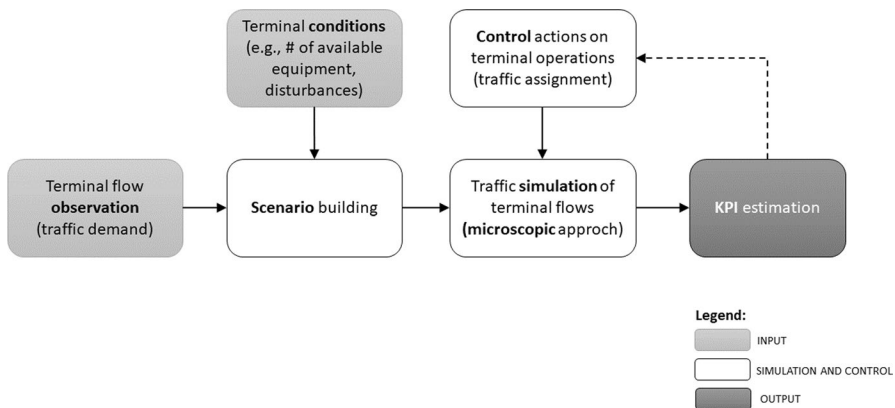 Terminal conditions
(e.g., # of available
equipment,
disturbances)
Control actions on
terminal operations
(traffic assignment)
Terminal flow
observation
(traffic demand)
Scenario building
Traffic simulation of
terminal flows
(microscopic approch)
KPI estimation
Legend:
INPUT
SIMULATION AND CONTROL
OUTPUT